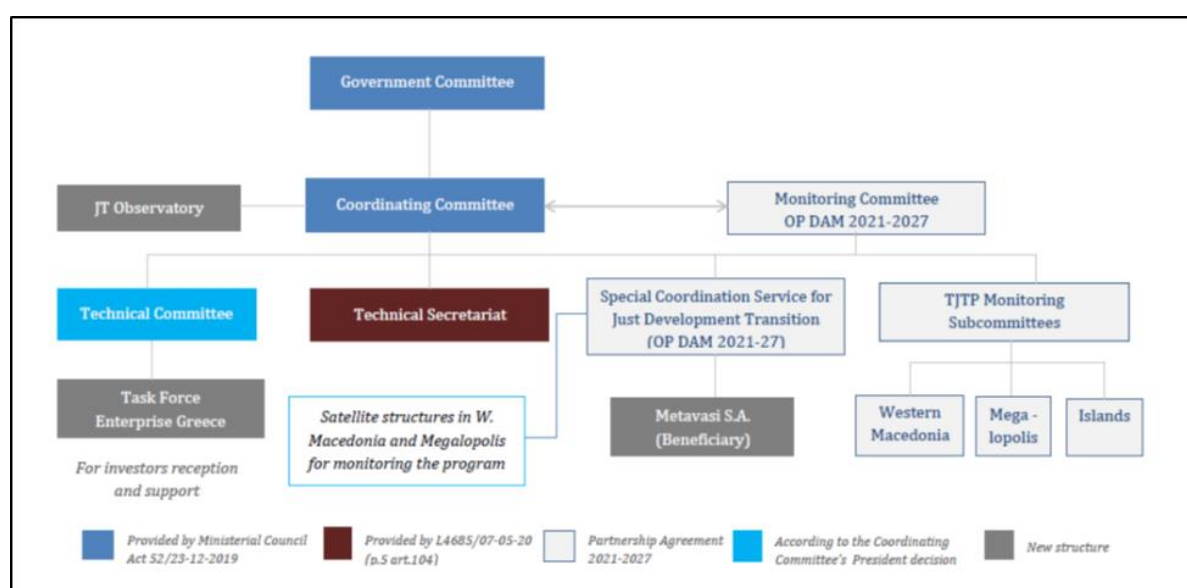 Government Committee
JT Observatory
Coordinating Committee
Monitoring Committee
OP DAM 2021-2027
Technical Committee
Technical Secretariat
Special Coordination Service for
Just Development Transition
(OP DAM 2021-27)
TJTP Monitoring
Subcommittees
Task Force
Enterprise Greece
Satellite structures in W.
Macedonia and Megalopolis
for monitoring the program
Metavasi S.A.
(Beneficiary)
Western
Macedonia
Mega -
lopolis
Islands
For investors reception
and support
Provided by Ministerial Council
Act 52/23-12-2019
Provided by L4685/07-05-20
(p.5 art.104)
Partnership Agreement
2021-2027
According to the Coordinating
Committee's President decision
New structure